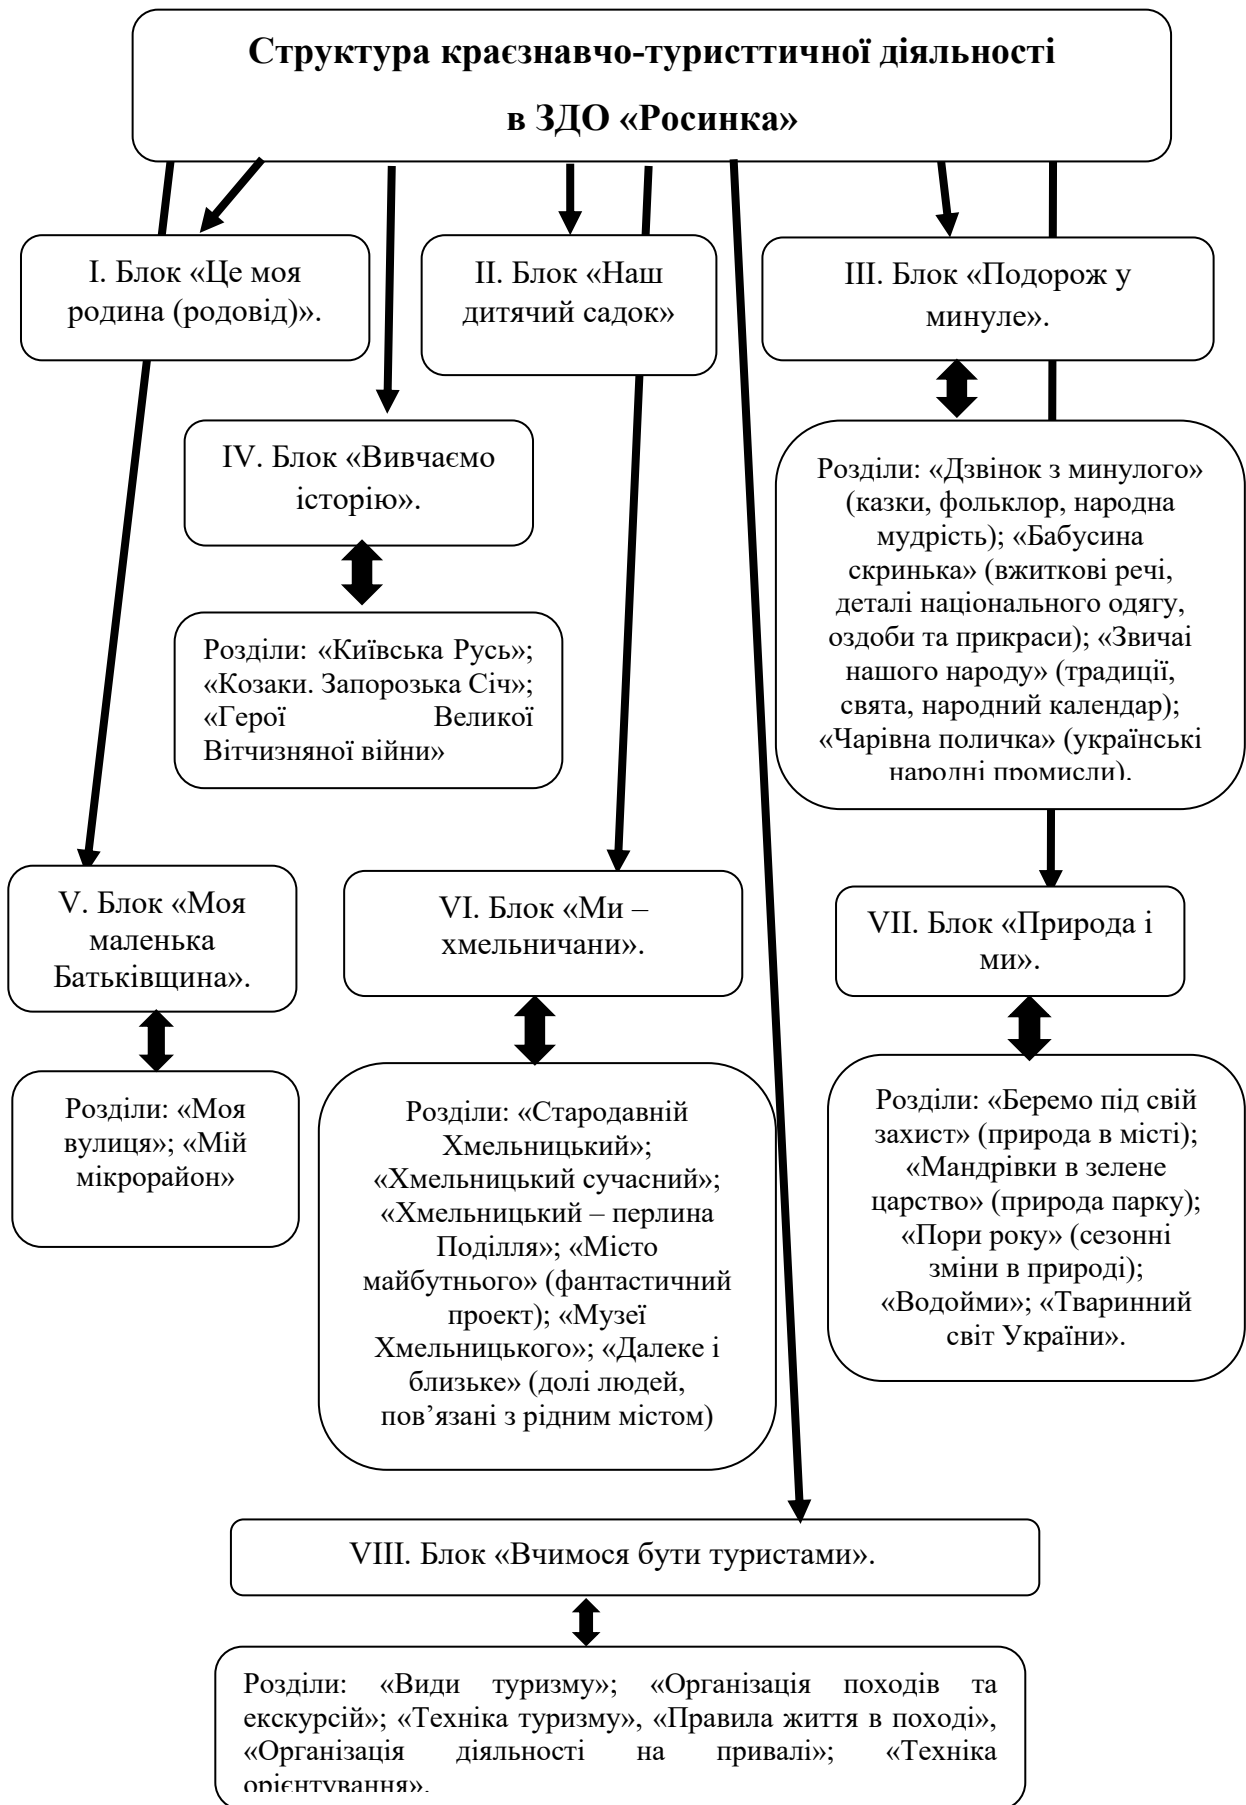 Структура краєзнавчо-туристтичної діяльності
в ЗДО «Росинка»
I. Блок «Це моя
родина (родовід)».
II. Блок «Наш
дитячий садок»
III. Блок «Подорож у
минуле».
IV. Блок «Вивчаємо
історію».
Розділи: «Дзвінок з минулого»
(казки, фольклор, народна
мудрість); «Бабусина
скринька» (вжиткові речі,
деталі національного одягу,
оздоби та прикраси); «Звичаі
нашого народу» (традиції,
свята, народний календар);
«Чарівна поличка» (українські
народні промисли).
Розділи: «Київська Русь»;
«Козаки. Запорозька Січ»;
«Герої Великої
Вітчизняної війни»
V. Блок «Моя
маленька
Батьківщина».
VI. Блок «Ми –
хмельничани».
VII. Блок «Природа і
ми».
Розділи: «Моя
вулиця»; «Мій
мікрорайон»
Розділи: «Стародавній
Хмельницький»;
«Хмельницький сучасний»;
«Хмельницький – перлина
Поділля»; «Місто
майбутнього» (фантастичний
проект); «Музеї
Хмельницького»; «Далеке і
близьке» (долі людей,
пов’язані з рідним містом)
Розділи: «Беремо під свій
захист» (природа в місті);
«Мандрівки в зелене
царство» (природа парку);
«Пори року» (сезонні
зміни в природі);
«Водойми»; «Тваринний
світ України».
VIII. Блок «Вчимося бути туристами».
Розділи: «Види туризму»; «Організація походів та
екскурсій»; «Техніка туризму», «Правила життя в поході»,
«Організація діяльності на привалі»; «Техніка
орієнтування».